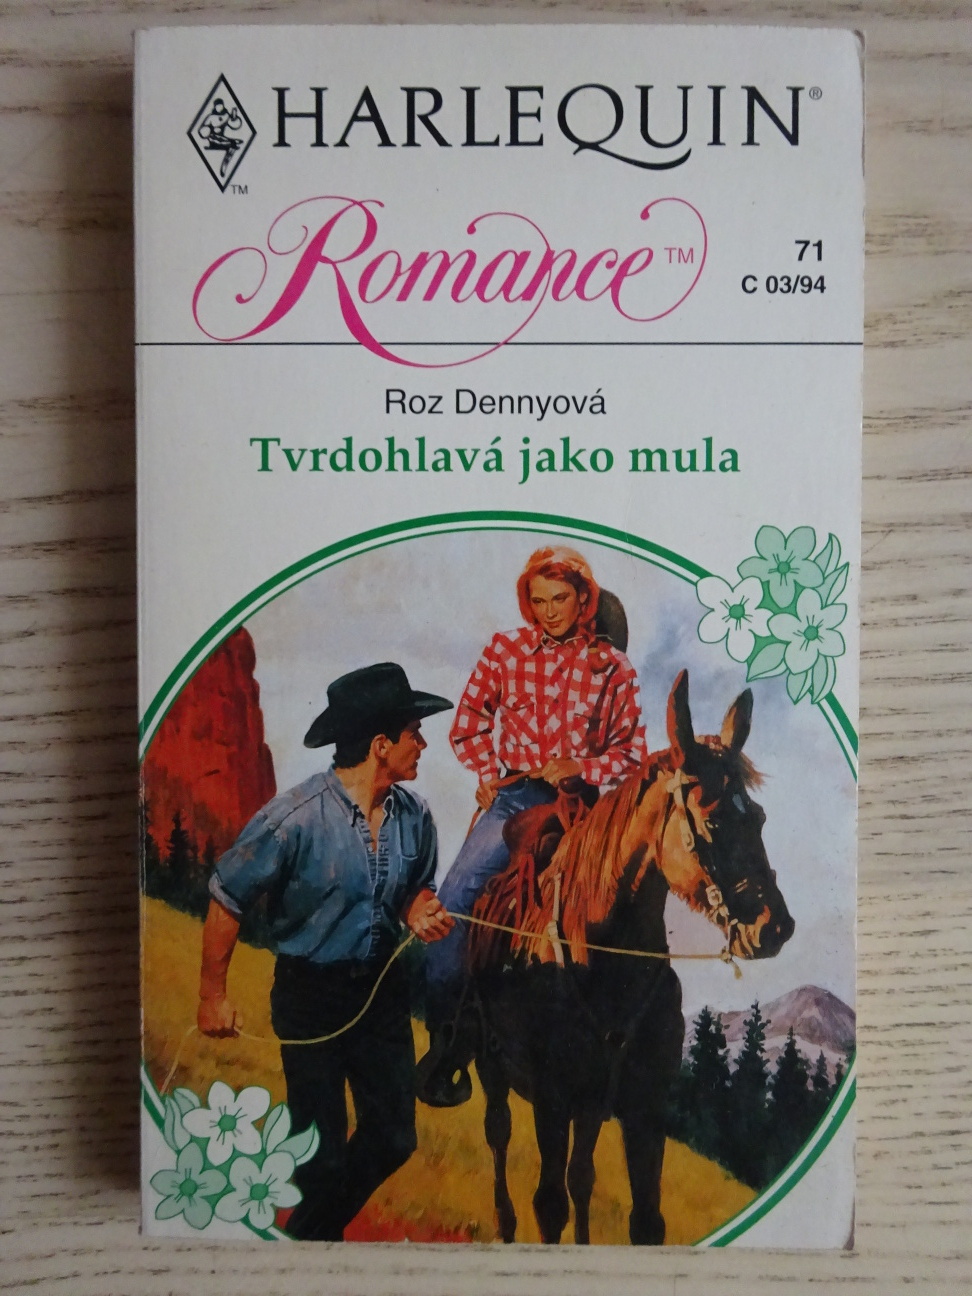 HARLEQUIN®
TM
Romance™
71
C 03/94
Roz Dennyová
Tvrdohlavá jako mula